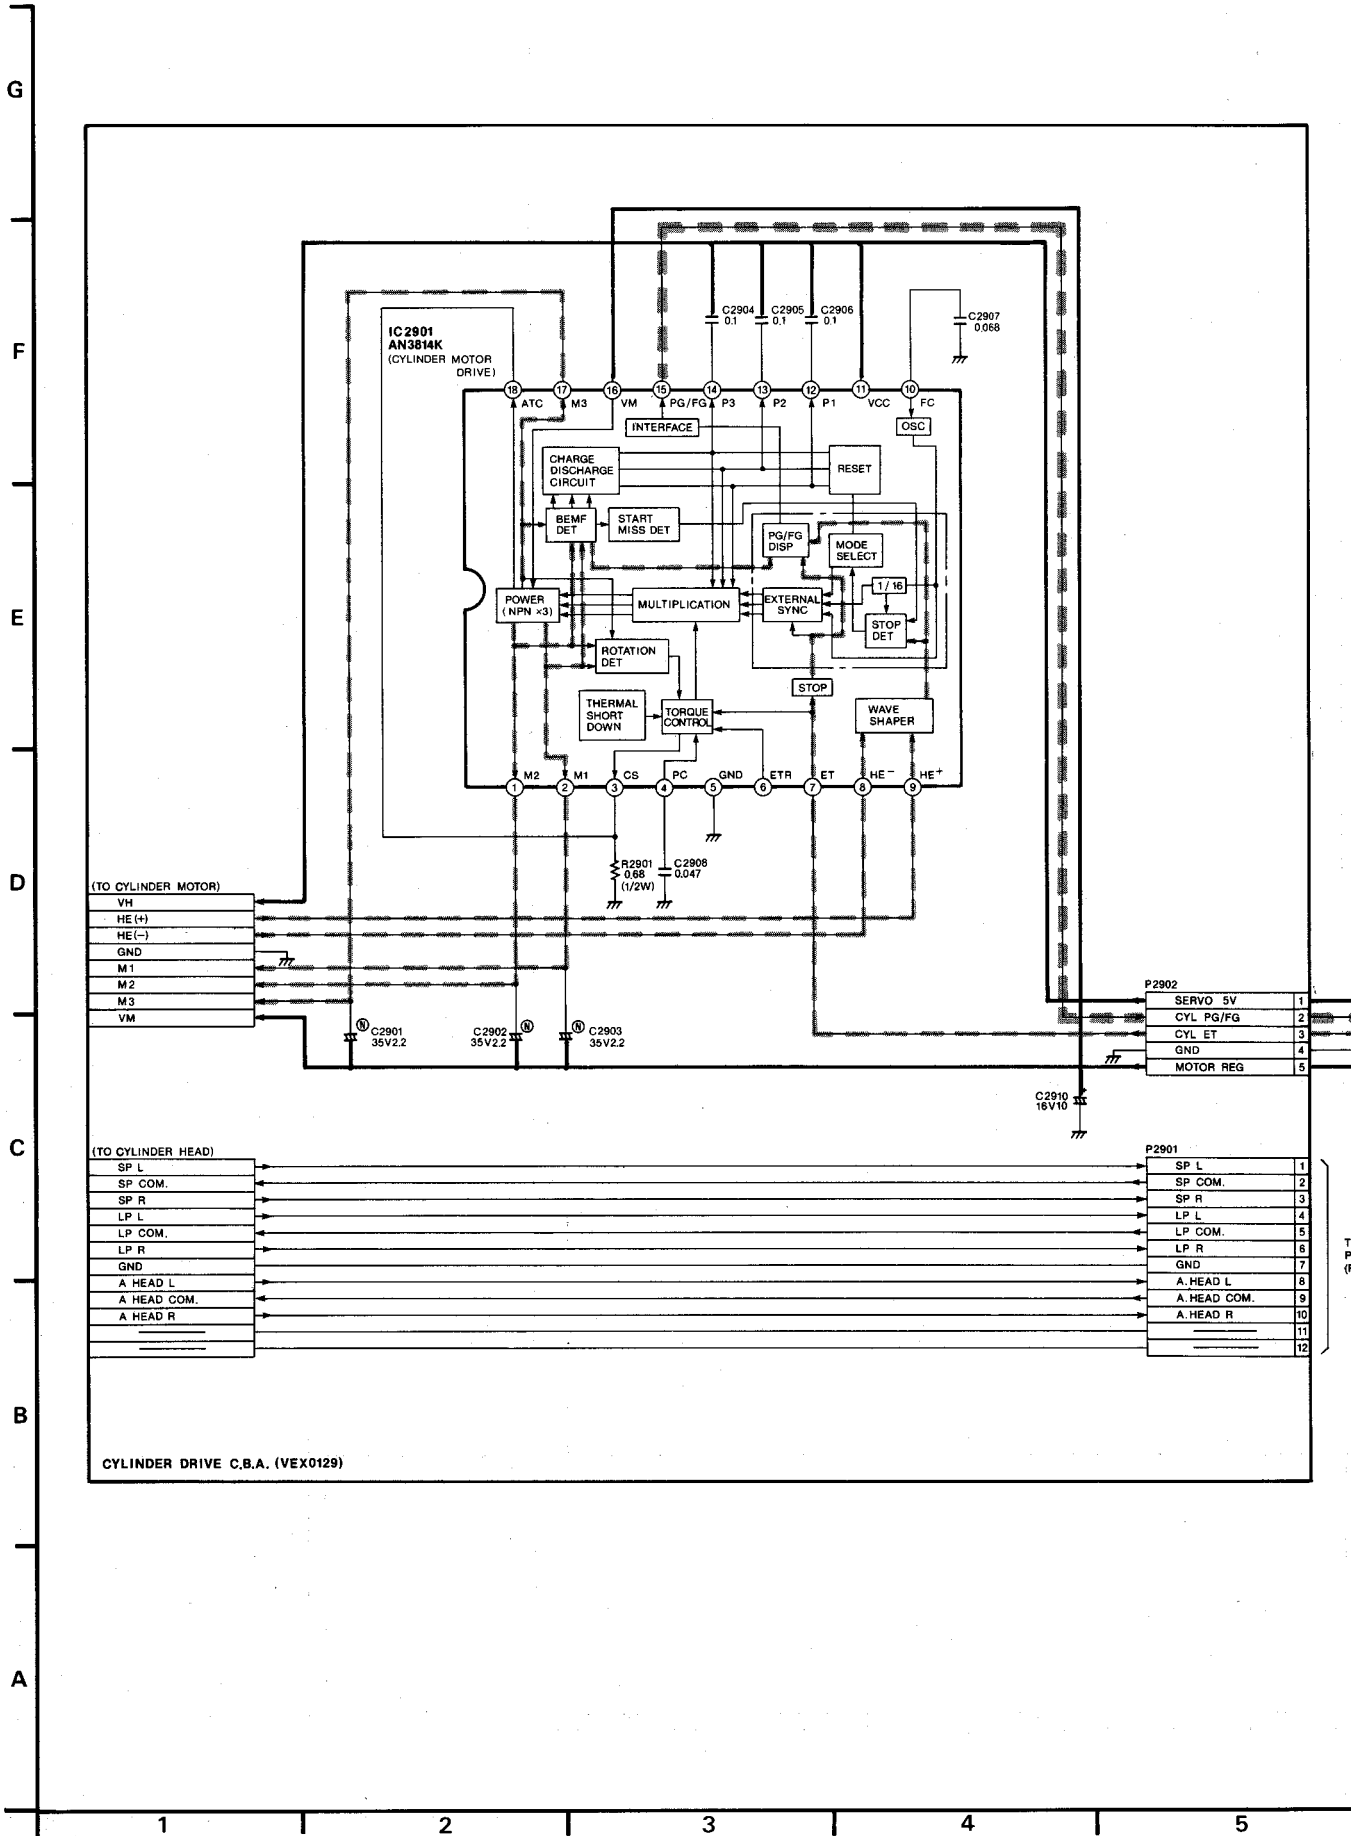 G
F
E
D
C
B
A
IC2901
AN3814K
(CYLINDER MOTOR
DRIVE)
C2904
0.1
C2905
0.1
C2906
0.1
C2907
0.068
18
17
16
15
14
13
12
11
10
ATC
M3
VM
PG/FG
P3
P2
P1
VCC
FC
INTERFACE
OSC
CHARGE
DISCHARGE
CIRCUIT
RESET
BEMF
DET
START
MISS DET
PG/FG
DISP
MODE
SELECT
1/16
POWER
(NPN ×3)
MULTIPLICATION
EXTERNAL
SYNC
STOP
DET
ROTATION
DET
STOP
THERMAL
SHORT
DOWN
TORQUE
CONTROL
WAVE
SHAPER
M2
M1
CS
PC
GND
ETR
ET
HE−
HE+
1
2
3
4
5
6
7
8
9
R2901
0.68
(1/2W)
C2908
0.047
(TO CYLINDER MOTOR)
VH
HE(+)
HE(−)
GND
M1
M2
M3
VM
N
C2901
35V2.2
N
C2902
35V2.2
N
C2903
35V2.2
P2902
SERVO 5V 1
CYL PG/FG 2
CYL ET 3
GND 4
MOTOR REG 5
C2910
16V10
+
(TO CYLINDER HEAD)
SP L
SP COM.
SP R
LP L
LP COM.
LP R
GND
A HEAD L
A HEAD COM.
A HEAD R
P2901
SP L 1
SP COM. 2
SP R 3
LP L 4
LP COM. 5
LP R 6
GND 7
A.HEAD L 8
A.HEAD COM. 9
A.HEAD R 10
11
12
T
P
(F
CYLINDER DRIVE C.B.A. (VEX0129)
1
2
3
4
5